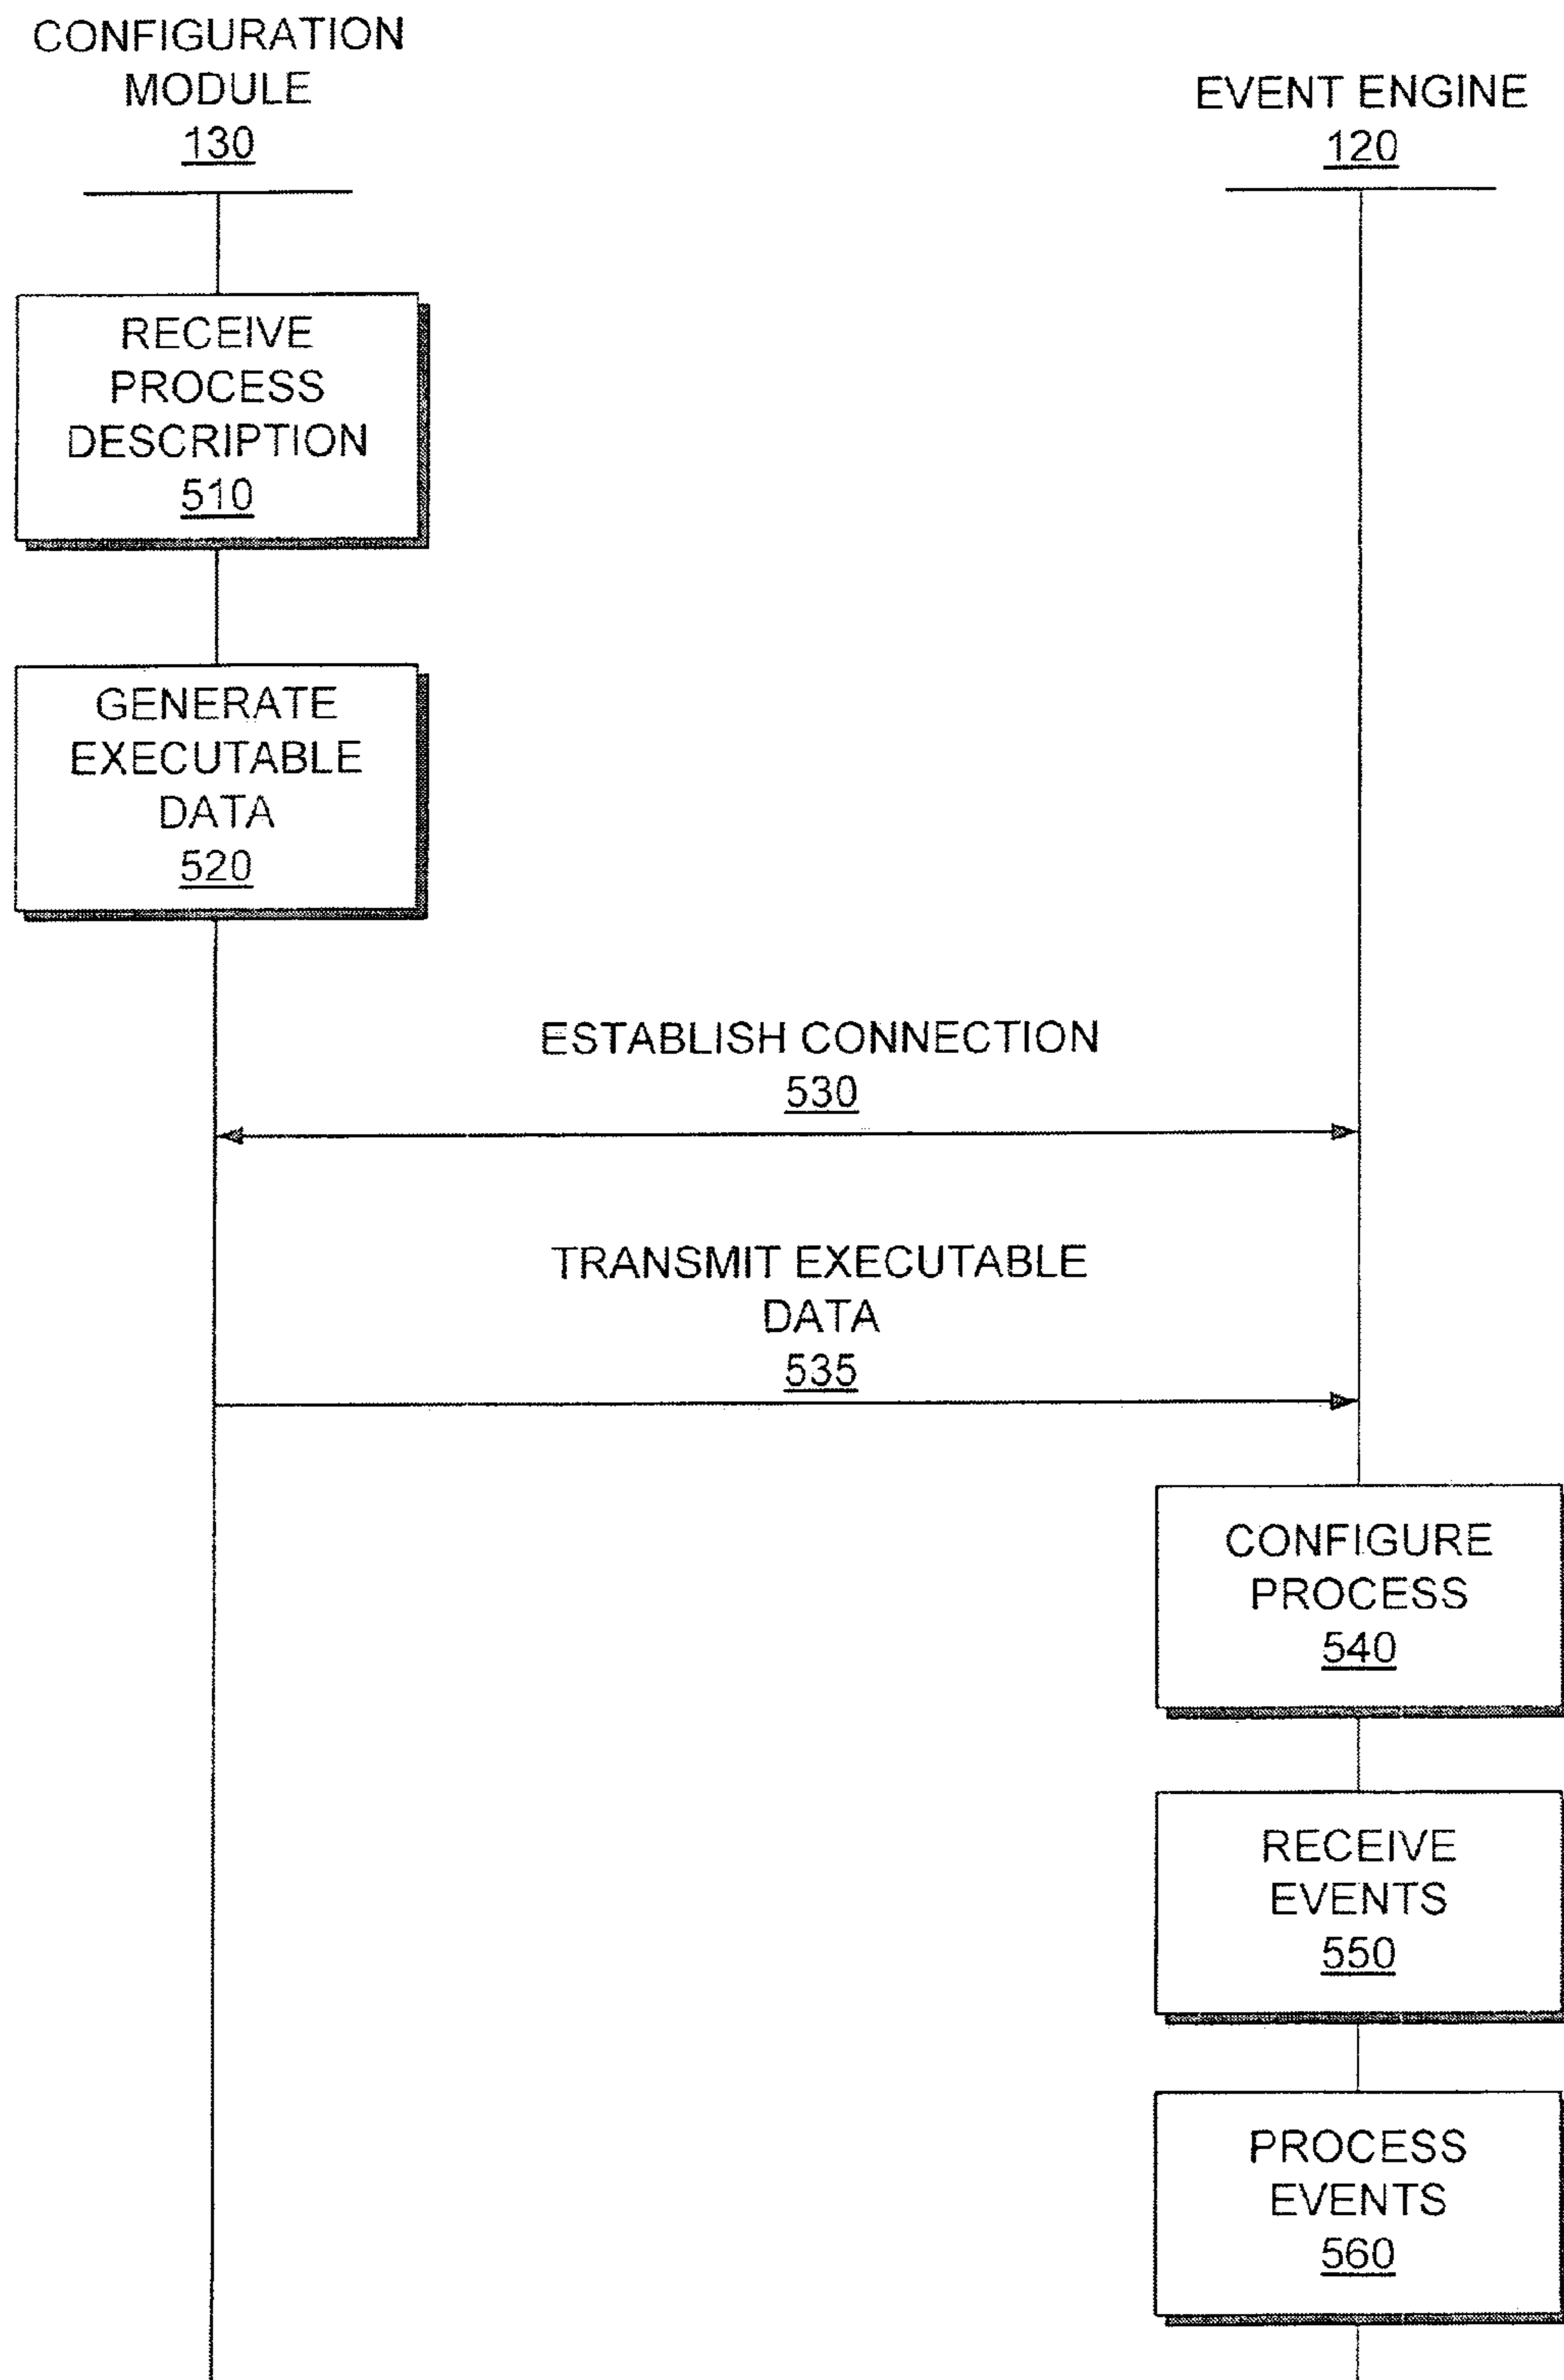 CONFIGURATION
MODULE
130
EVENT ENGINE
120
RECEIVE
PROCESS
DESCRIPTION
510
GENERATE
EXECUTABLE
DATA
520
ESTABLISH CONNECTION
530
TRANSMIT EXECUTABLE
DATA
535
CONFIGURE
PROCESS
540
RECEIVE
EVENTS
550
PROCESS
EVENTS
560